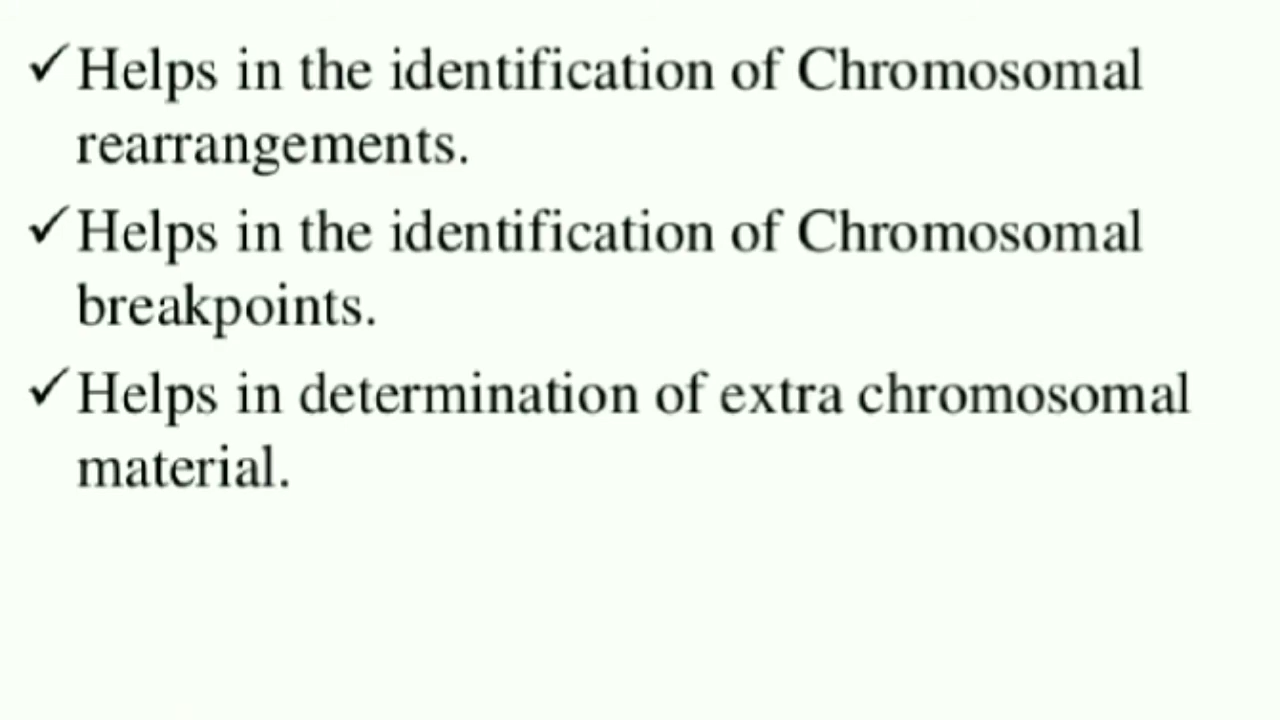 ✓Helps in the identification of Chromosomal
rearrangements.
✓Helps in the identification of Chromosomal
breakpoints.
✓Helps in determination of extra chromosomal
material.